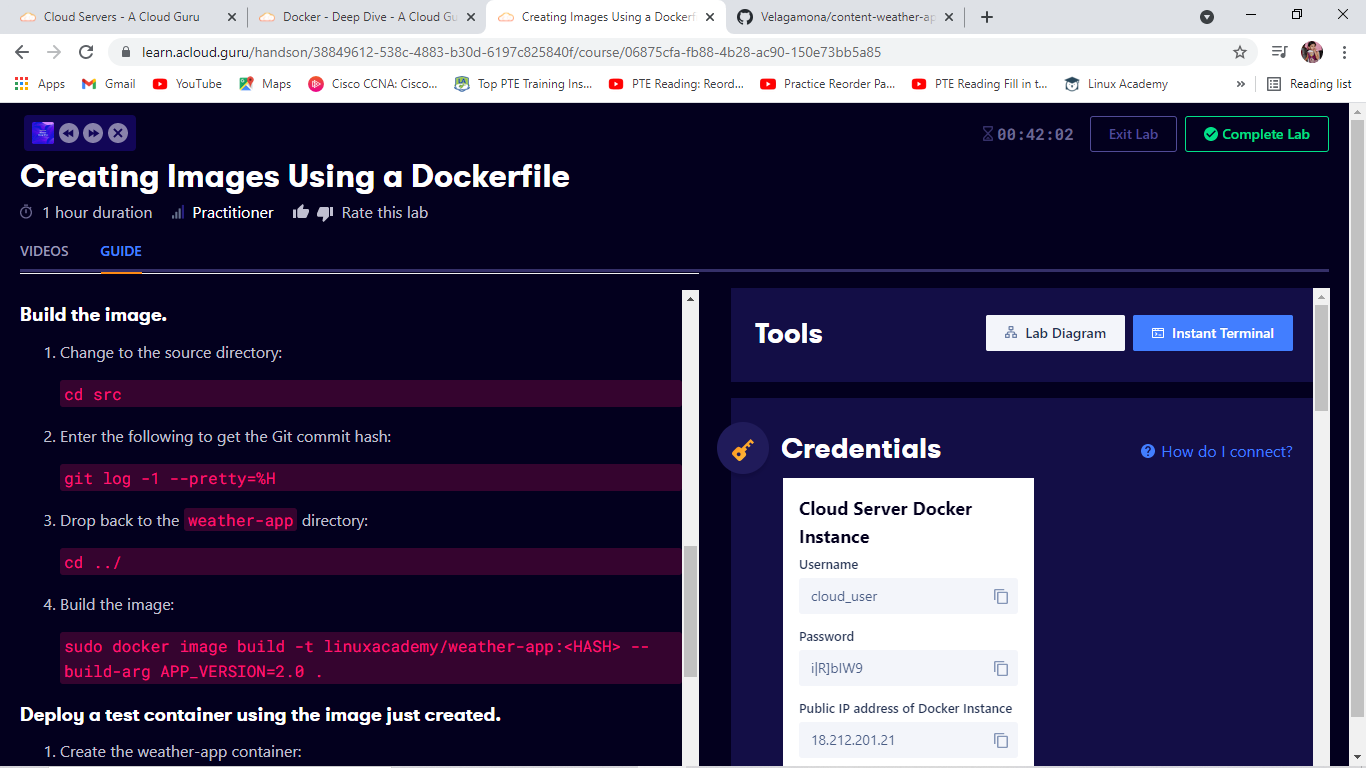 Cloud Servers - A Cloud Guru
Docker - Deep Dive - A Cloud Gu
Creating Images Using a Dockerf
Velagamona/content-weather-ap
learn.acloud.guru/handson/38849612-538c-4883-b30d-6197c825840f/course/06875cfa-fb88-4b28-ac90-150e73bb5a85
Apps
Gmail
YouTube
Maps
Cisco CCNA: Cisco...
Top PTE Training Ins...
PTE Reading: Reord...
Practice Reorder Pa...
PTE Reading Fill in t...
Linux Academy
»
Reading list
00:42:02
Exit Lab
Complete Lab
Creating Images Using a Dockerfile
1 hour duration
Practitioner
Rate this lab
VIDEOS
GUIDE
Build the image.
1. Change to the source directory:
cd src
2. Enter the following to get the Git commit hash:
git log -1 --pretty=%H
3. Drop back to the weather-app directory:
cd ../
4. Build the image:
sudo docker image build -t linuxacademy/weather-app:<HASH> --
build-arg APP_VERSION=2.0 .
Deploy a test container using the image just created.
1. Create the weather-app container:
Tools
Lab Diagram
Instant Terminal
Credentials
How do I connect?
Cloud Server Docker
Instance
Username
cloud_user
Password
i|R]bIW9
Public IP address of Docker Instance
18.212.201.21